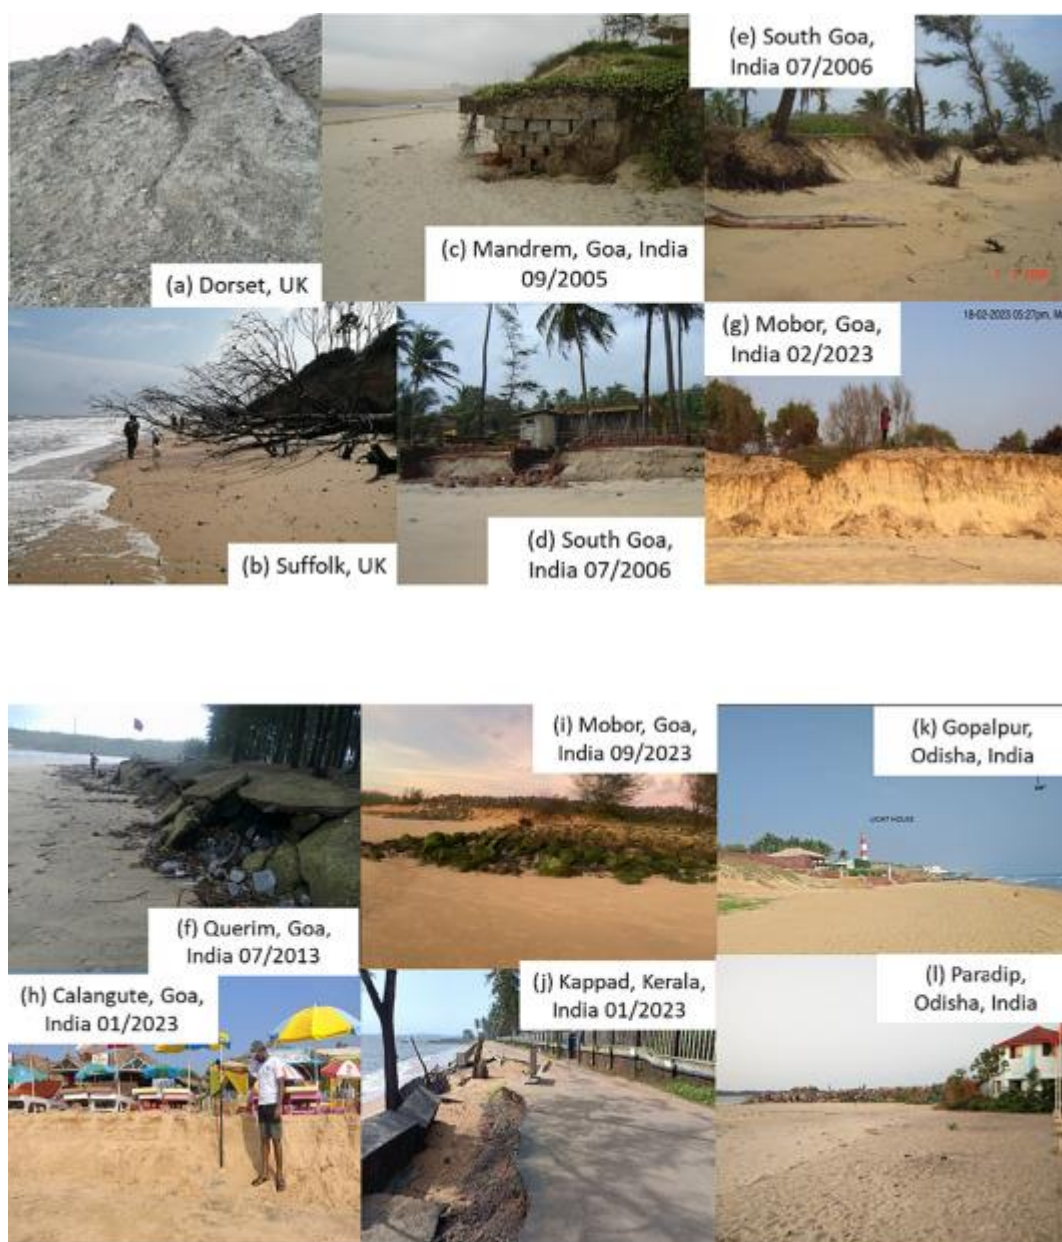 (a) Dorset, UK
(c) Mandrem, Goa, India
09/2005
(e) South Goa,
India 07/2006
(b) Suffolk, UK
(d) South Goa,
India 07/2006
(g) Mobor, Goa,
India 02/2023
18-02-2023 05:27pm, M
(f) Querim, Goa,
India 07/2013
(i) Mobor, Goa,
India 09/2023
(k) Gopalpur,
Odisha, India
LIGHT HOUSE
(h) Calangute, Goa,
India 01/2023
(j) Kappad, Kerala,
India 01/2023
(l) Paradip,
Odisha, India